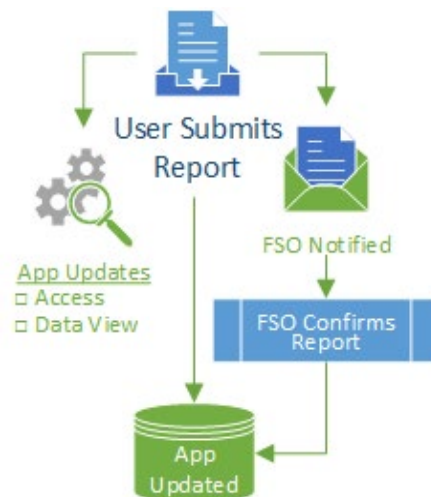 User Submits
Report
FSO Notified
App Updates
□ Access
□ Data View
FSO Confirms
Report
App
Updated